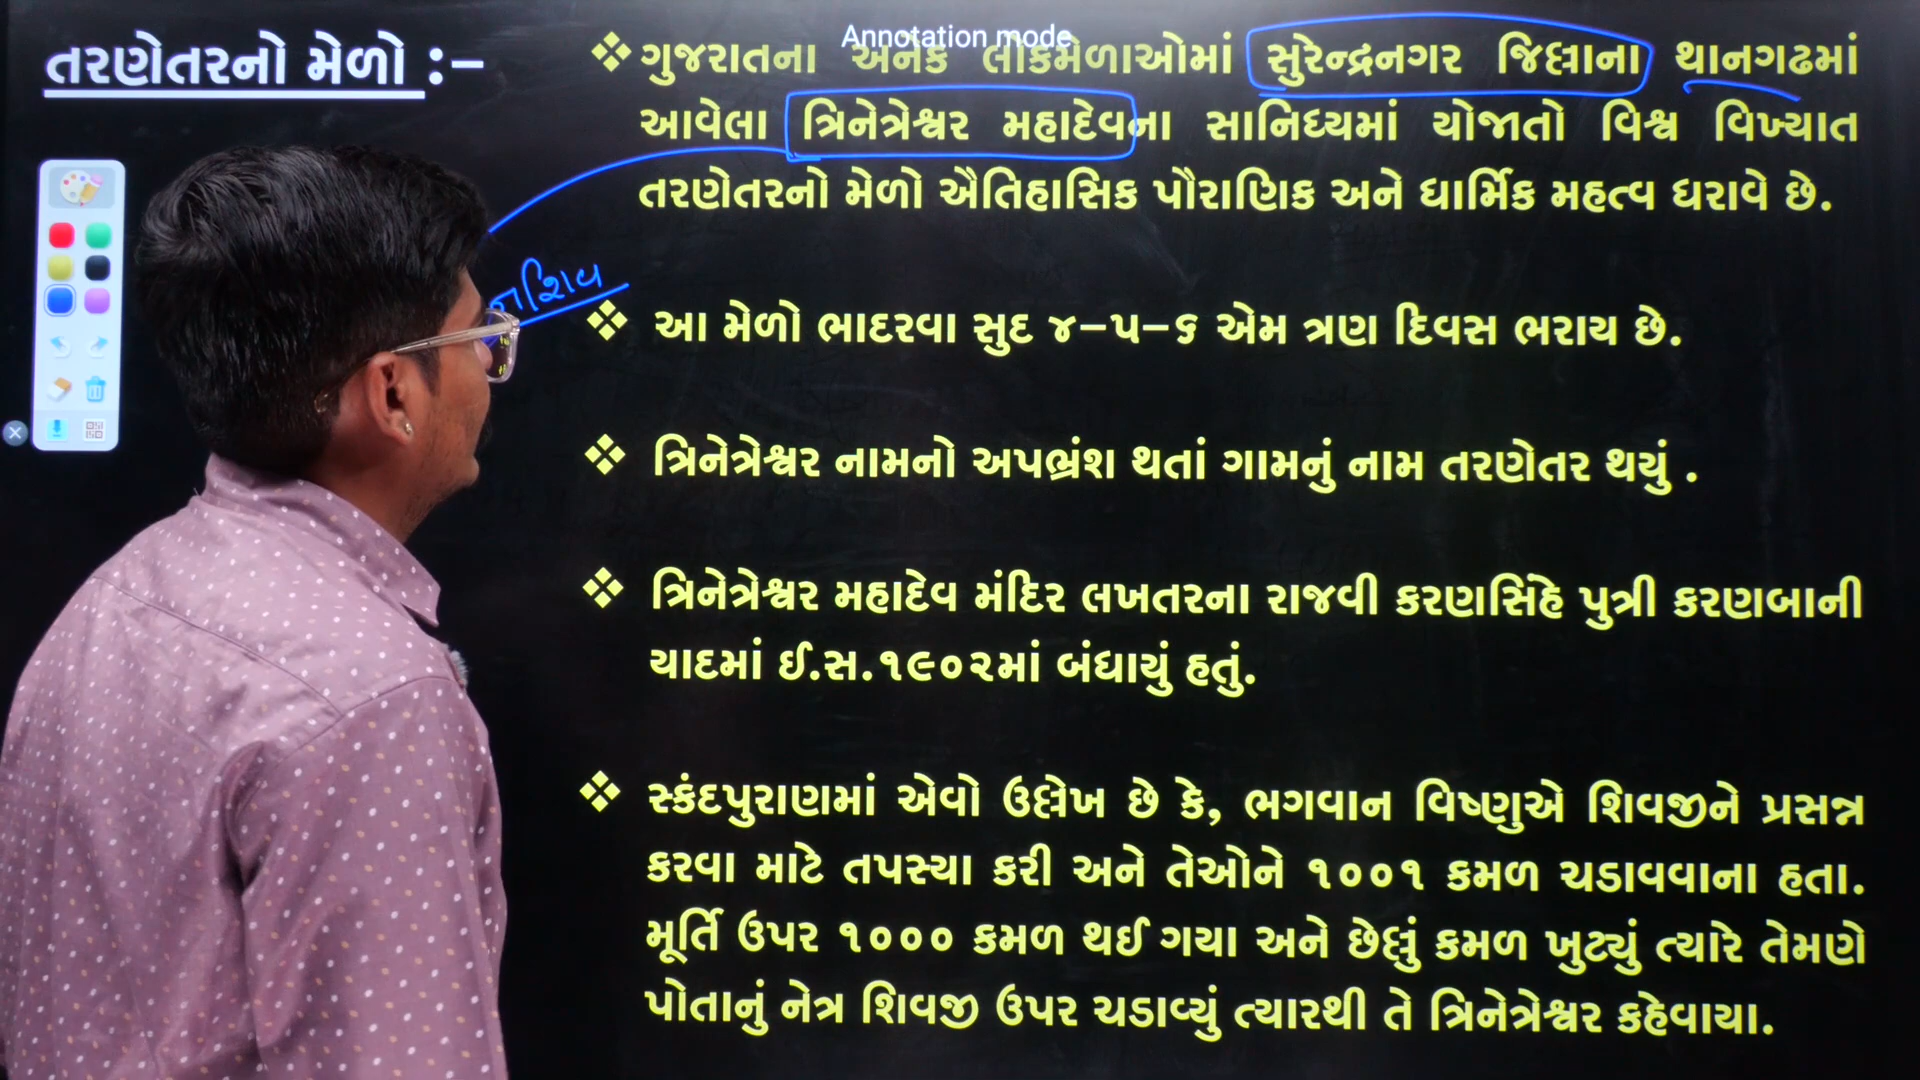 તરણેતરનો મેળો :–
Annotation mode
❖ ગુજરાતના અનેક લોકમેળાઓમાં સુરેન્દ્રનગર જિલ્લાના થાનગઢમાં
આવેલા ત્રિનેત્રેશ્વર મહાદેવના સાનિધ્યમાં યોજાતો વિશ્વ વિખ્યાત
તરણેતરનો મેળો ઐતિહાસિક પૌરાણિક અને ધાર્મિક મહત્વ ધરાવે છે.
શિવ
❖ આ મેળો ભાદરવા સુદ ૪–૫–૬ એમ ત્રણ દિવસ ભરાય છે.
❖ ત્રિનેત્રેશ્વર નામનો અપભ્રંશ થતાં ગામનું નામ તરણેતર થયું .
❖ ત્રિનેત્રેશ્વર મહાદેવ મંદિર લખતરના રાજવી કરણસિંહે પુત્રી કરણબાની
યાદમાં ઈ.સ.૧૯૦૨માં બંધાયું હતું.
❖ સ્કંદપુરાણમાં એવો ઉલ્લેખ છે કે, ભગવાન વિષ્ણુએ શિવજીને પ્રસન્ન
કરવા માટે તપસ્યા કરી અને તેઓને ૧૦૦૧ કમળ ચડાવવાના હતા.
મૂર્તિ ઉપર ૧૦૦૦ કમળ થઈ ગયા અને છેલ્લું કમળ ખુટ્યું ત્યારે તેમણે
પોતાનું નેત્ર શિવજી ઉપર ચડાવ્યું ત્યારથી તે ત્રિનેત્રેશ્વર કહેવાયા.